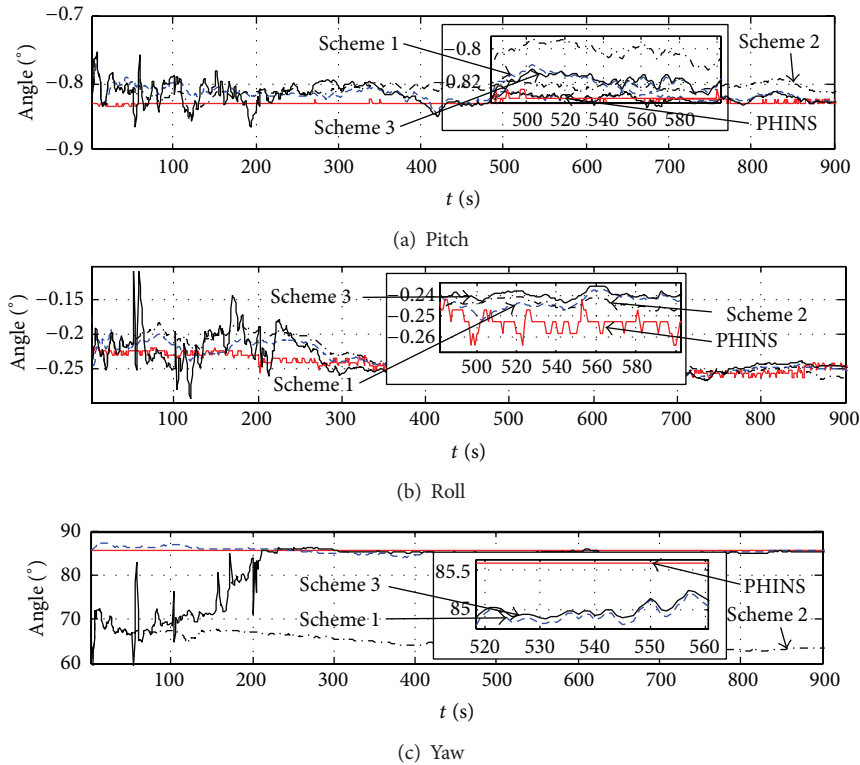 −0.7
−0.8
−0.9
Angle (°)
Scheme 1
Scheme 2
Scheme 3
PHINS
−0.8
−0.82
500 520 540 560 580
100 200 300 400 500 600 700 800 900
t (s)
(a) Pitch
−0.15
−0.2
−0.25
Angle (°)
Scheme 3
Scheme 2
PHINS
Scheme 1
−0.24
−0.25
−0.26
500 520 540 560 580
100 200 300 400 500 600 700 800 900
t (s)
(b) Roll
90
85
80
70
60
Angle (°)
Scheme 3
Scheme 1
PHINS
Scheme 2
85.5
85
520 530 540 550 560
100 200 300 400 500 600 700 800 900
t (s)
(c) Yaw